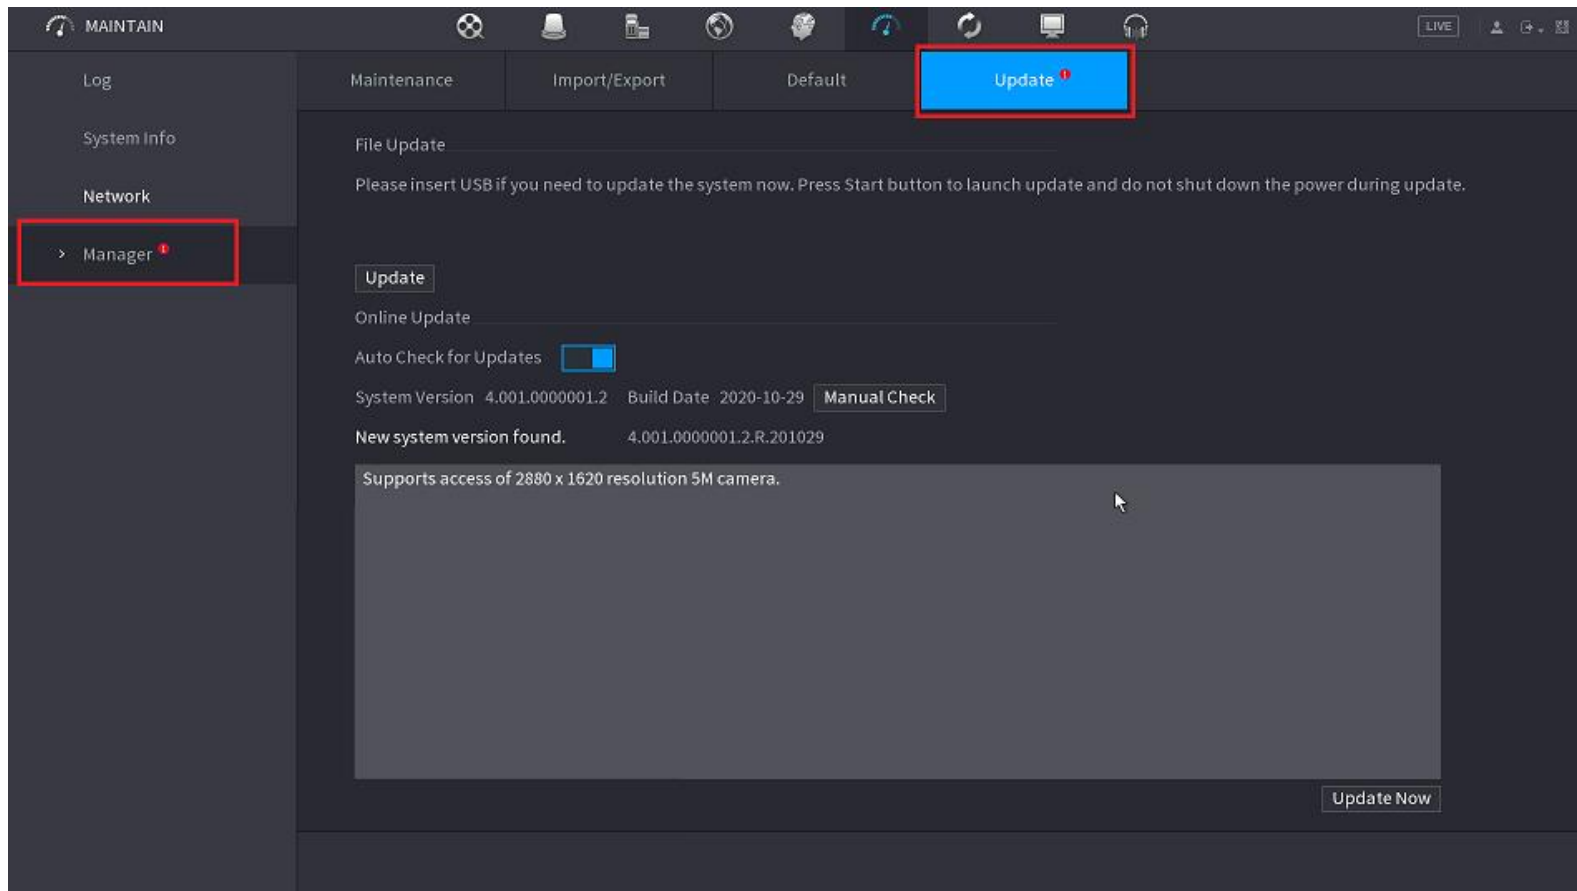 MAINTAIN
LIVE
Log
Maintenance
Import/Export
Default
Update
System Info
File Update
Please insert USB if you need to update the system now. Press Start button to launch update and do not shut down the power during update.
Network
Manager
Update
Online Update
Auto Check for Updates
System Version 4.001.0000001.2 Build Date 2020-10-29 Manual Check
New system version found. 4.001.0000001.2.R.201029
Supports access of 2880 x 1620 resolution 5M camera.
Update Now